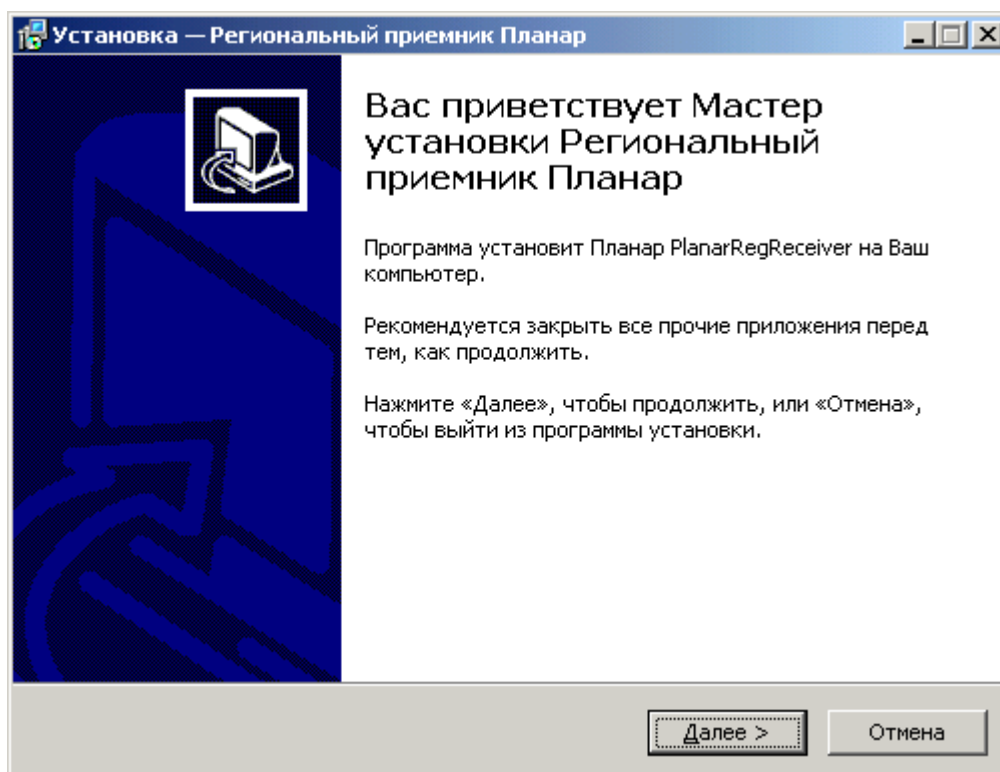 Установка — Региональный приемник Планар
Вас приветствует Мастер
установки Региональный
приемник Планар
Программа установит Планар PlanarRegReceiver на Ваш
компьютер.
Рекомендуется закрыть все прочие приложения перед
тем, как продолжить.
Нажмите «Далее», чтобы продолжить, или «Отмена»,
чтобы выйти из программы установки.
Далее >
Отмена